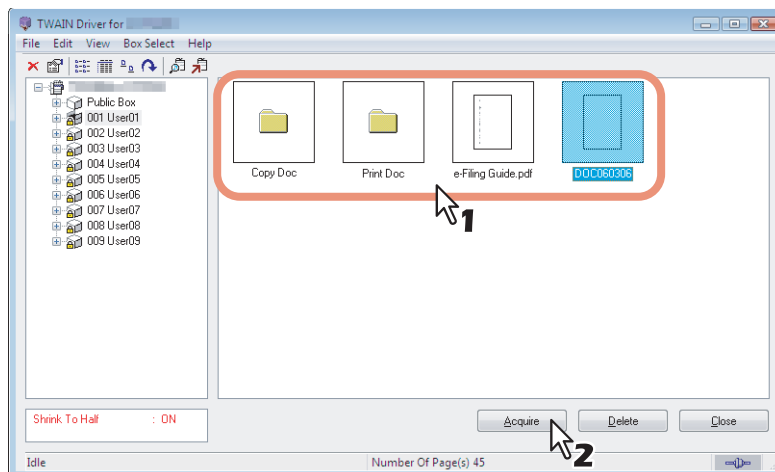 TWAIN Driver for
File Edit View Box Select Help
Public Box
001 User01
002 User02
003 User03
004 User04
005 User05
006 User06
007 User07
008 User08
009 User09
Copy Doc
Print Doc
e-Filing Guide.pdf
DOC060306
1
Shrink To Half : ON
Acquire
Delete
Close
2
Idle
Number Of Page(s) 45